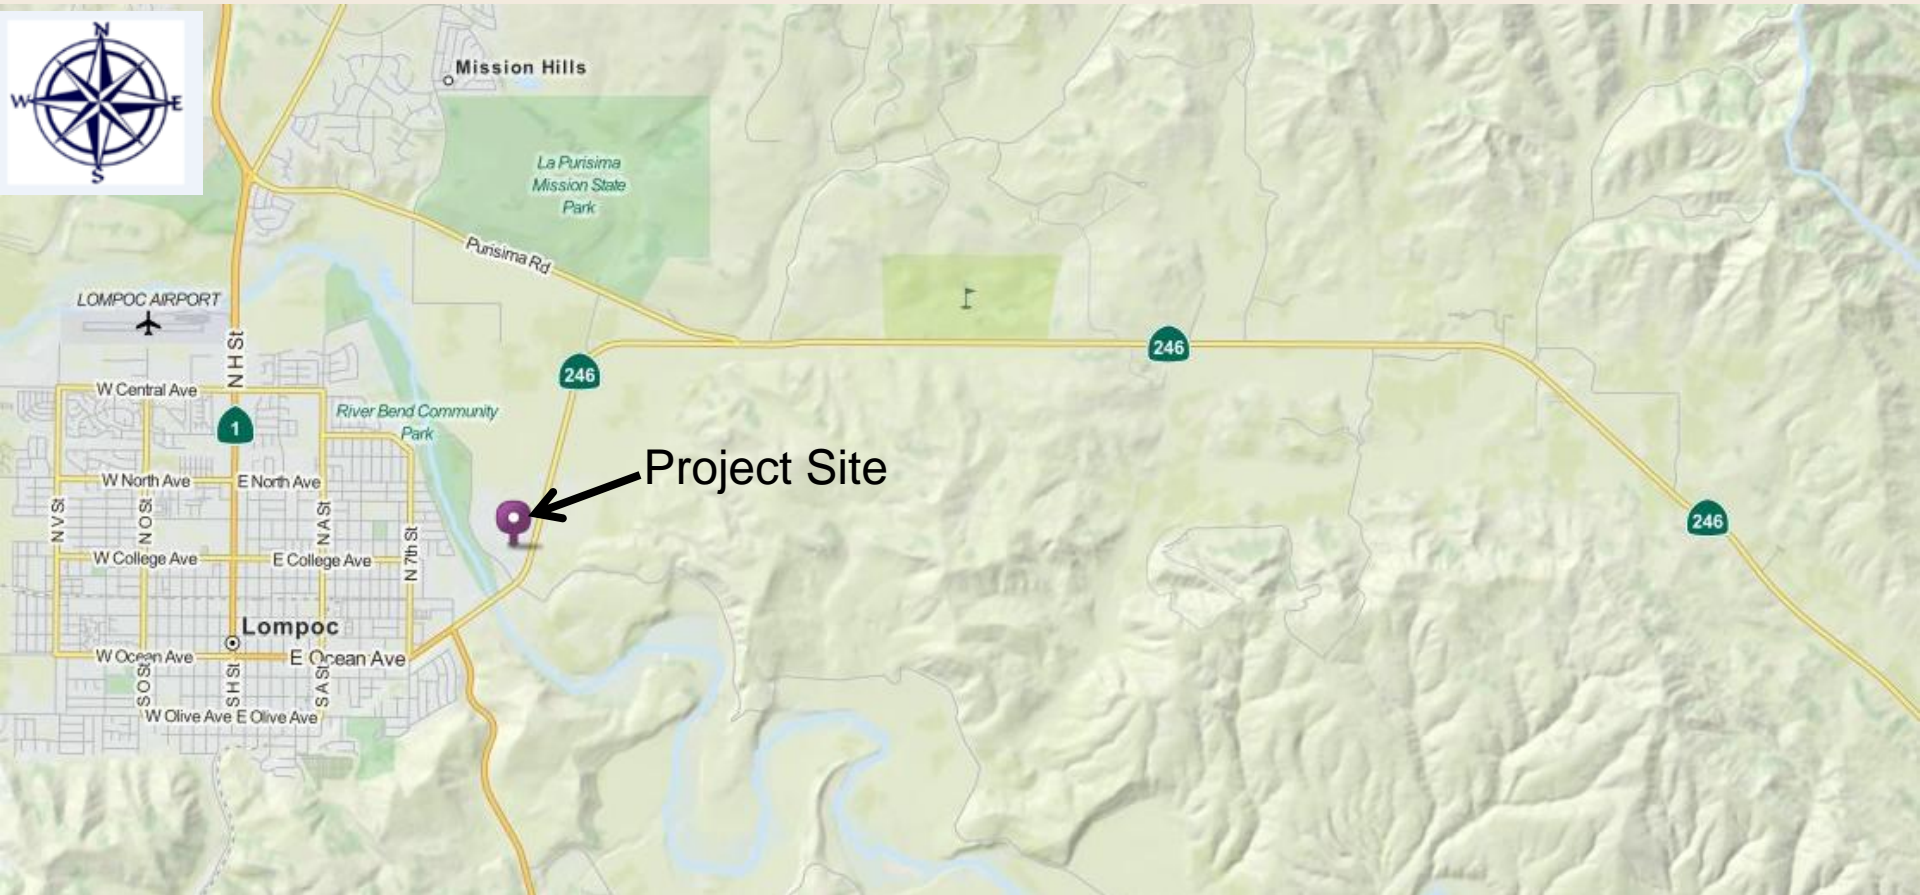 N
W E
S
Mission Hills
La Purisima
Mission State
Park
Purisima Rd
LOMPOC AIRPORT
N H St
246
246
W Central Ave
1
River Bend Community
Park
Project Site
W North Ave
E North Ave
N V St
N O St
N A St
246
W College Ave
E College Ave
N 7th St
Lompoc
W Ocean Ave
E Ocean Ave
S O St
S H St
S A St
W Olive Ave
E Olive Ave